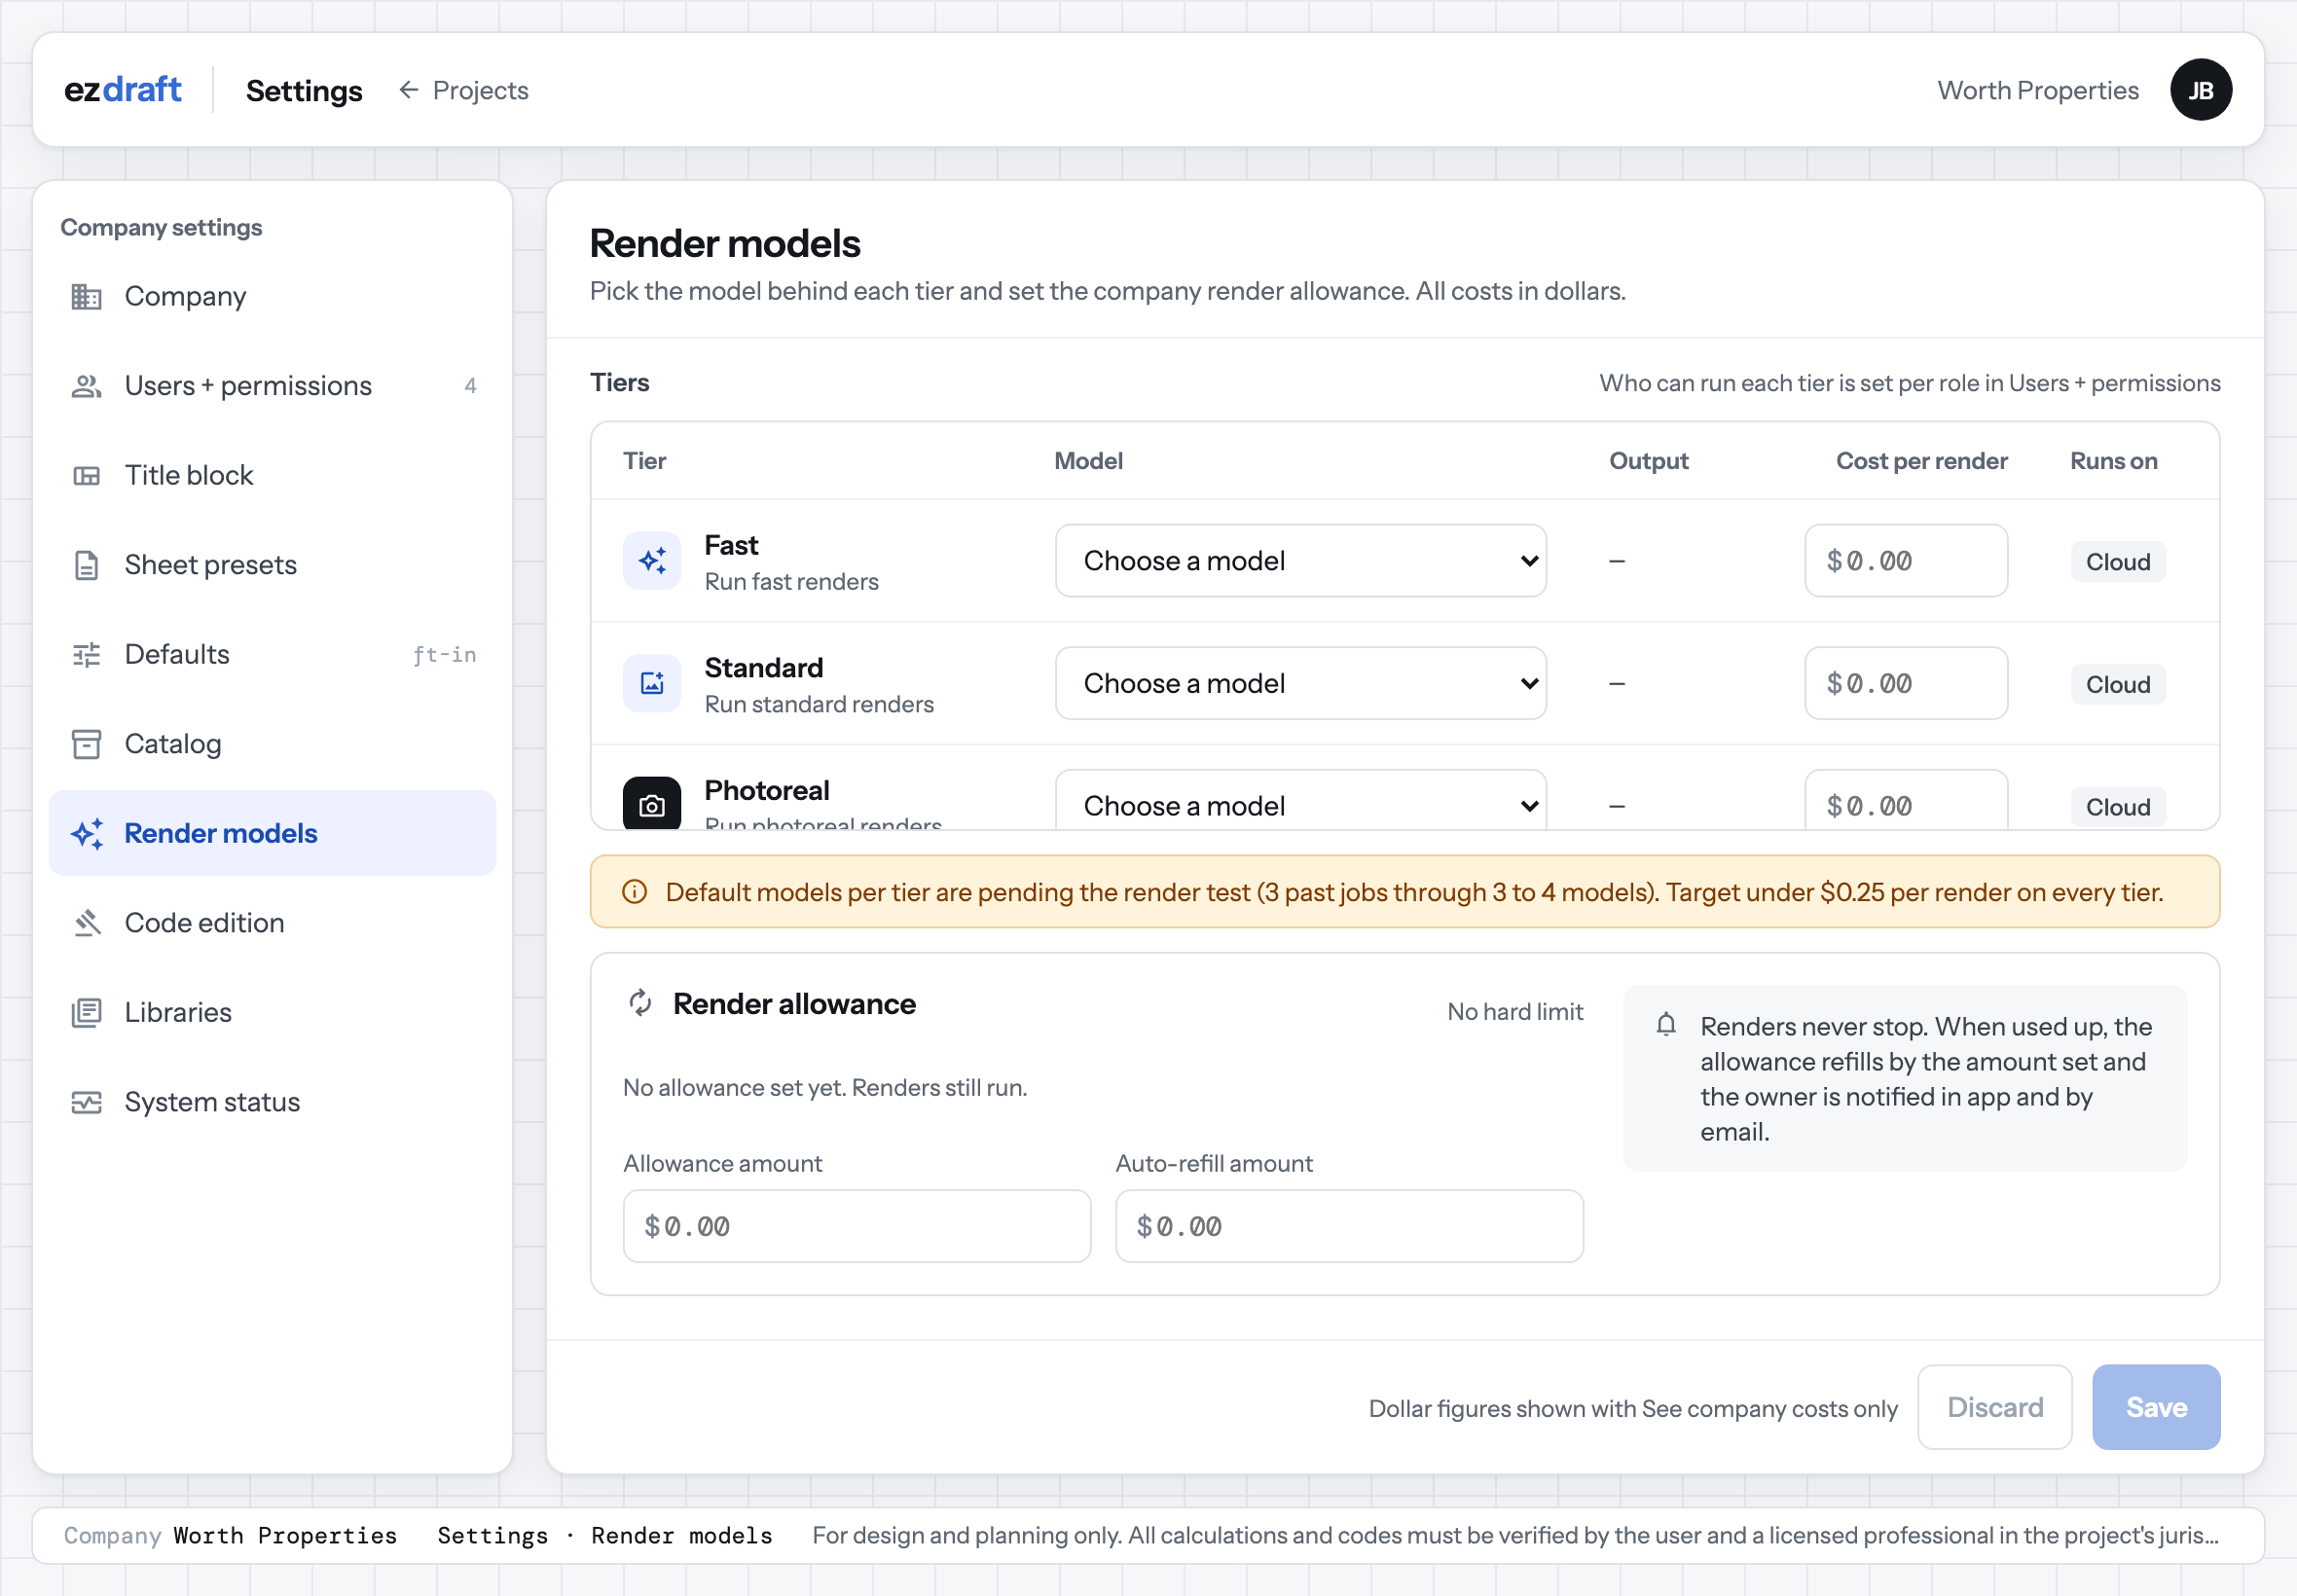 ezdraft
Settings
← Projects
Worth Properties
JB
Company settings
Company
Users + permissions 4
Title block
Sheet presets
Defaults ft-in
Catalog
Render models
Code edition
Libraries
System status
Render models
Pick the model behind each tier and set the company render allowance. All costs in dollars.
Tiers
Who can run each tier is set per role in Users + permissions
Tier Model Output Cost per render Runs on
Fast
Run fast renders
Choose a model
–
$0.00
Cloud
Standard
Run standard renders
Choose a model
–
$0.00
Cloud
Photoreal
Run photoreal renders
Choose a model
–
$0.00
Cloud
Default models per tier are pending the render test (3 past jobs through 3 to 4 models). Target under $0.25 per render on every tier.
Render allowance
No hard limit
No allowance set yet. Renders still run.
Allowance amount
$0.00
Auto-refill amount
$0.00
Renders never stop. When used up, the
allowance refills by the amount set and
the owner is notified in app and by
email.
Dollar figures shown with See company costs only
Discard
Save
Company Worth Properties
Settings · Render models
For design and planning only. All calculations and codes must be verified by the user and a licensed professional in the project's juris...